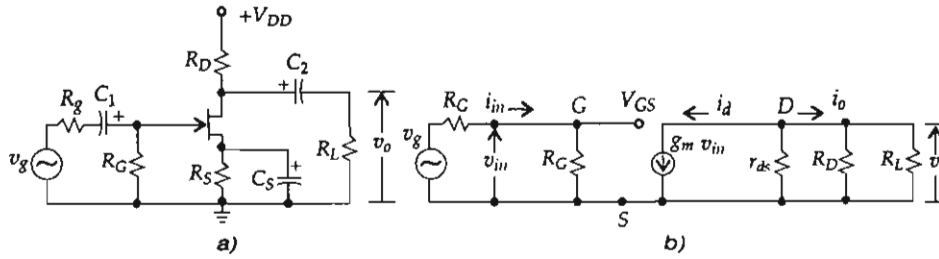 +V_DD
R_D
C_2
+
R_g
C_1
+
v_g
R_G
R_S
C_S
+
R_L
v_o
a)
R_G
i_in
G
V_GS
i_d
D
i_o
v_g
v_in
R_G
g_m v_in
r_ds
R_D
R_L
v
S
b)